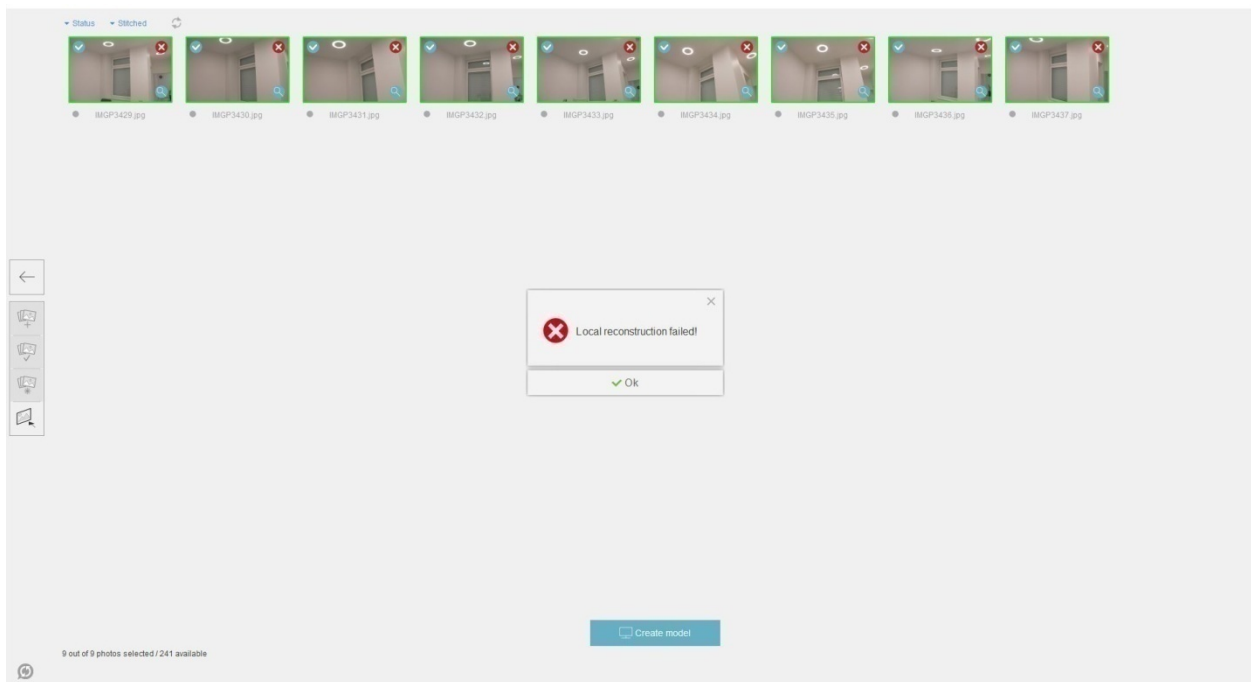 Status Stitched
IMGP3429.jpg IMGP3430.jpg IMGP3431.jpg IMGP3432.jpg IMGP3433.jpg IMGP3434.jpg IMGP3435.jpg IMGP3436.jpg IMGP3437.jpg
Local reconstruction failed!
Ok
Create model
9 out of 9 photos selected / 241 available